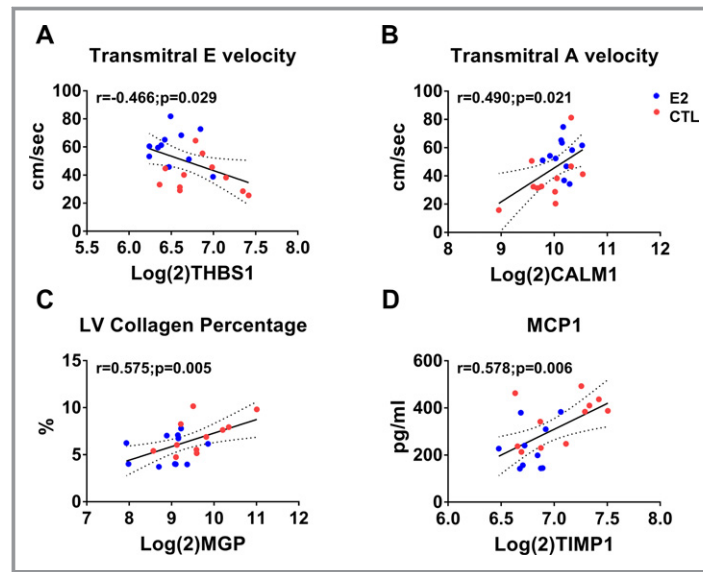 A
Transmitral E velocity
r=-0.466;p=0.029
100
80
60
40
20
0
cm/sec
5.5 6.0 6.5 7.0 7.5 8.0
Log(2)THBS1
B
Transmitral A velocity
r=0.490;p=0.021
E2
CTL
100
80
60
40
20
0
cm/sec
8 9 10 11 12
Log(2)CALM1
C
LV Collagen Percentage
r=0.575;p=0.005
15
10
5
0
%
7 8 9 10 11 12
Log(2)MGP
D
MCP1
r=0.578;p=0.006
600
400
200
0
pg/ml
6.0 6.5 7.0 7.5 8.0
Log(2)TIMP1